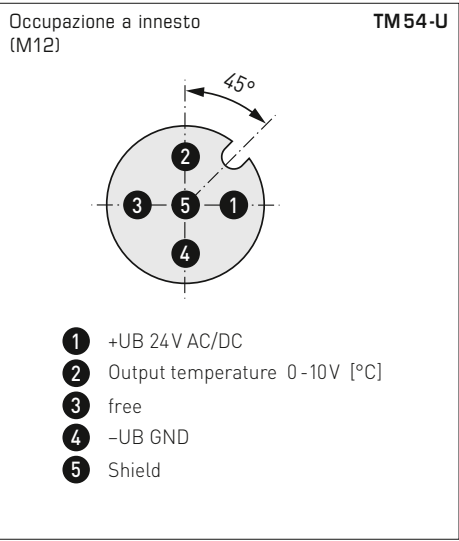 Occupazione a innesto TM54-U
(M12)
45°
2
3 5 1
4
1 +UB 24V AC/DC
2 Output temperature 0-10V [°C]
3 free
4 –UB GND
5 Shield